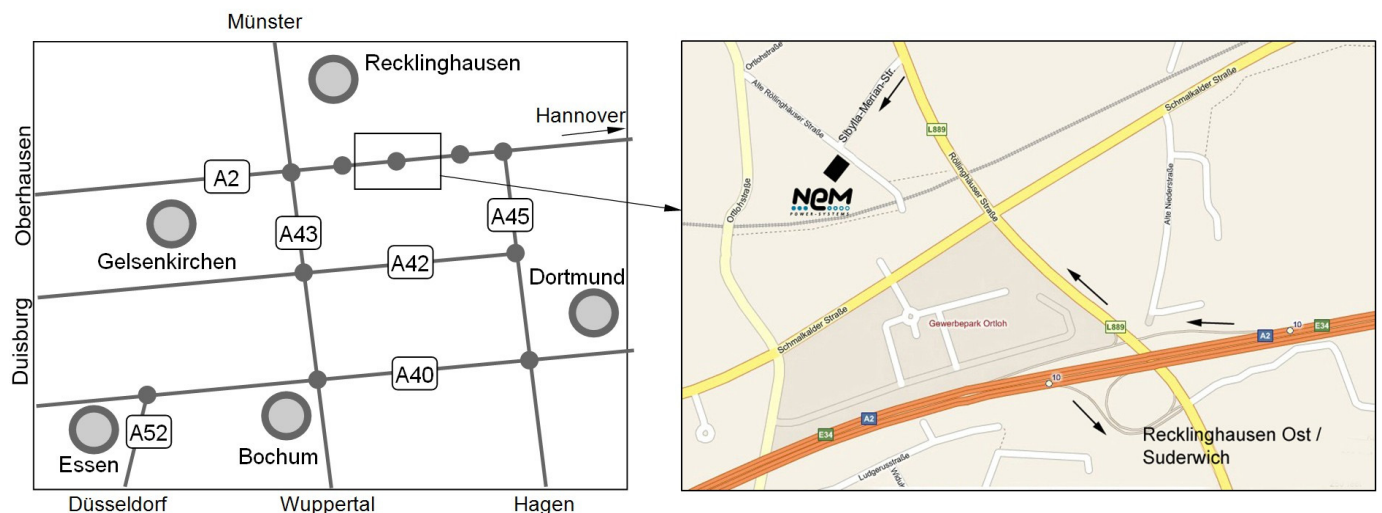 Münster
Recklinghausen
Hannover
Oberhausen
A2
A43
A45
Gelsenkirchen
A42
Dortmund
Duisburg
A40
A52
Essen
Bochum
Düsseldorf
Wuppertal
Hagen
Ortlohstraße
Alte Röllinghäuser Straße
Sibylla-Merian-Str.
L889
Schmalkalder Straße
Röllinghäuser Straße
NEM
POWER-SYSTEMS
Ortlohstraße
Alte Niederstraße
Gewerbepark Ortloh
Schmalkalder Straße
L889
10
E34
A2
10
A2
E34
Recklinghausen Ost /
Suderwich
Ludgerusstraße